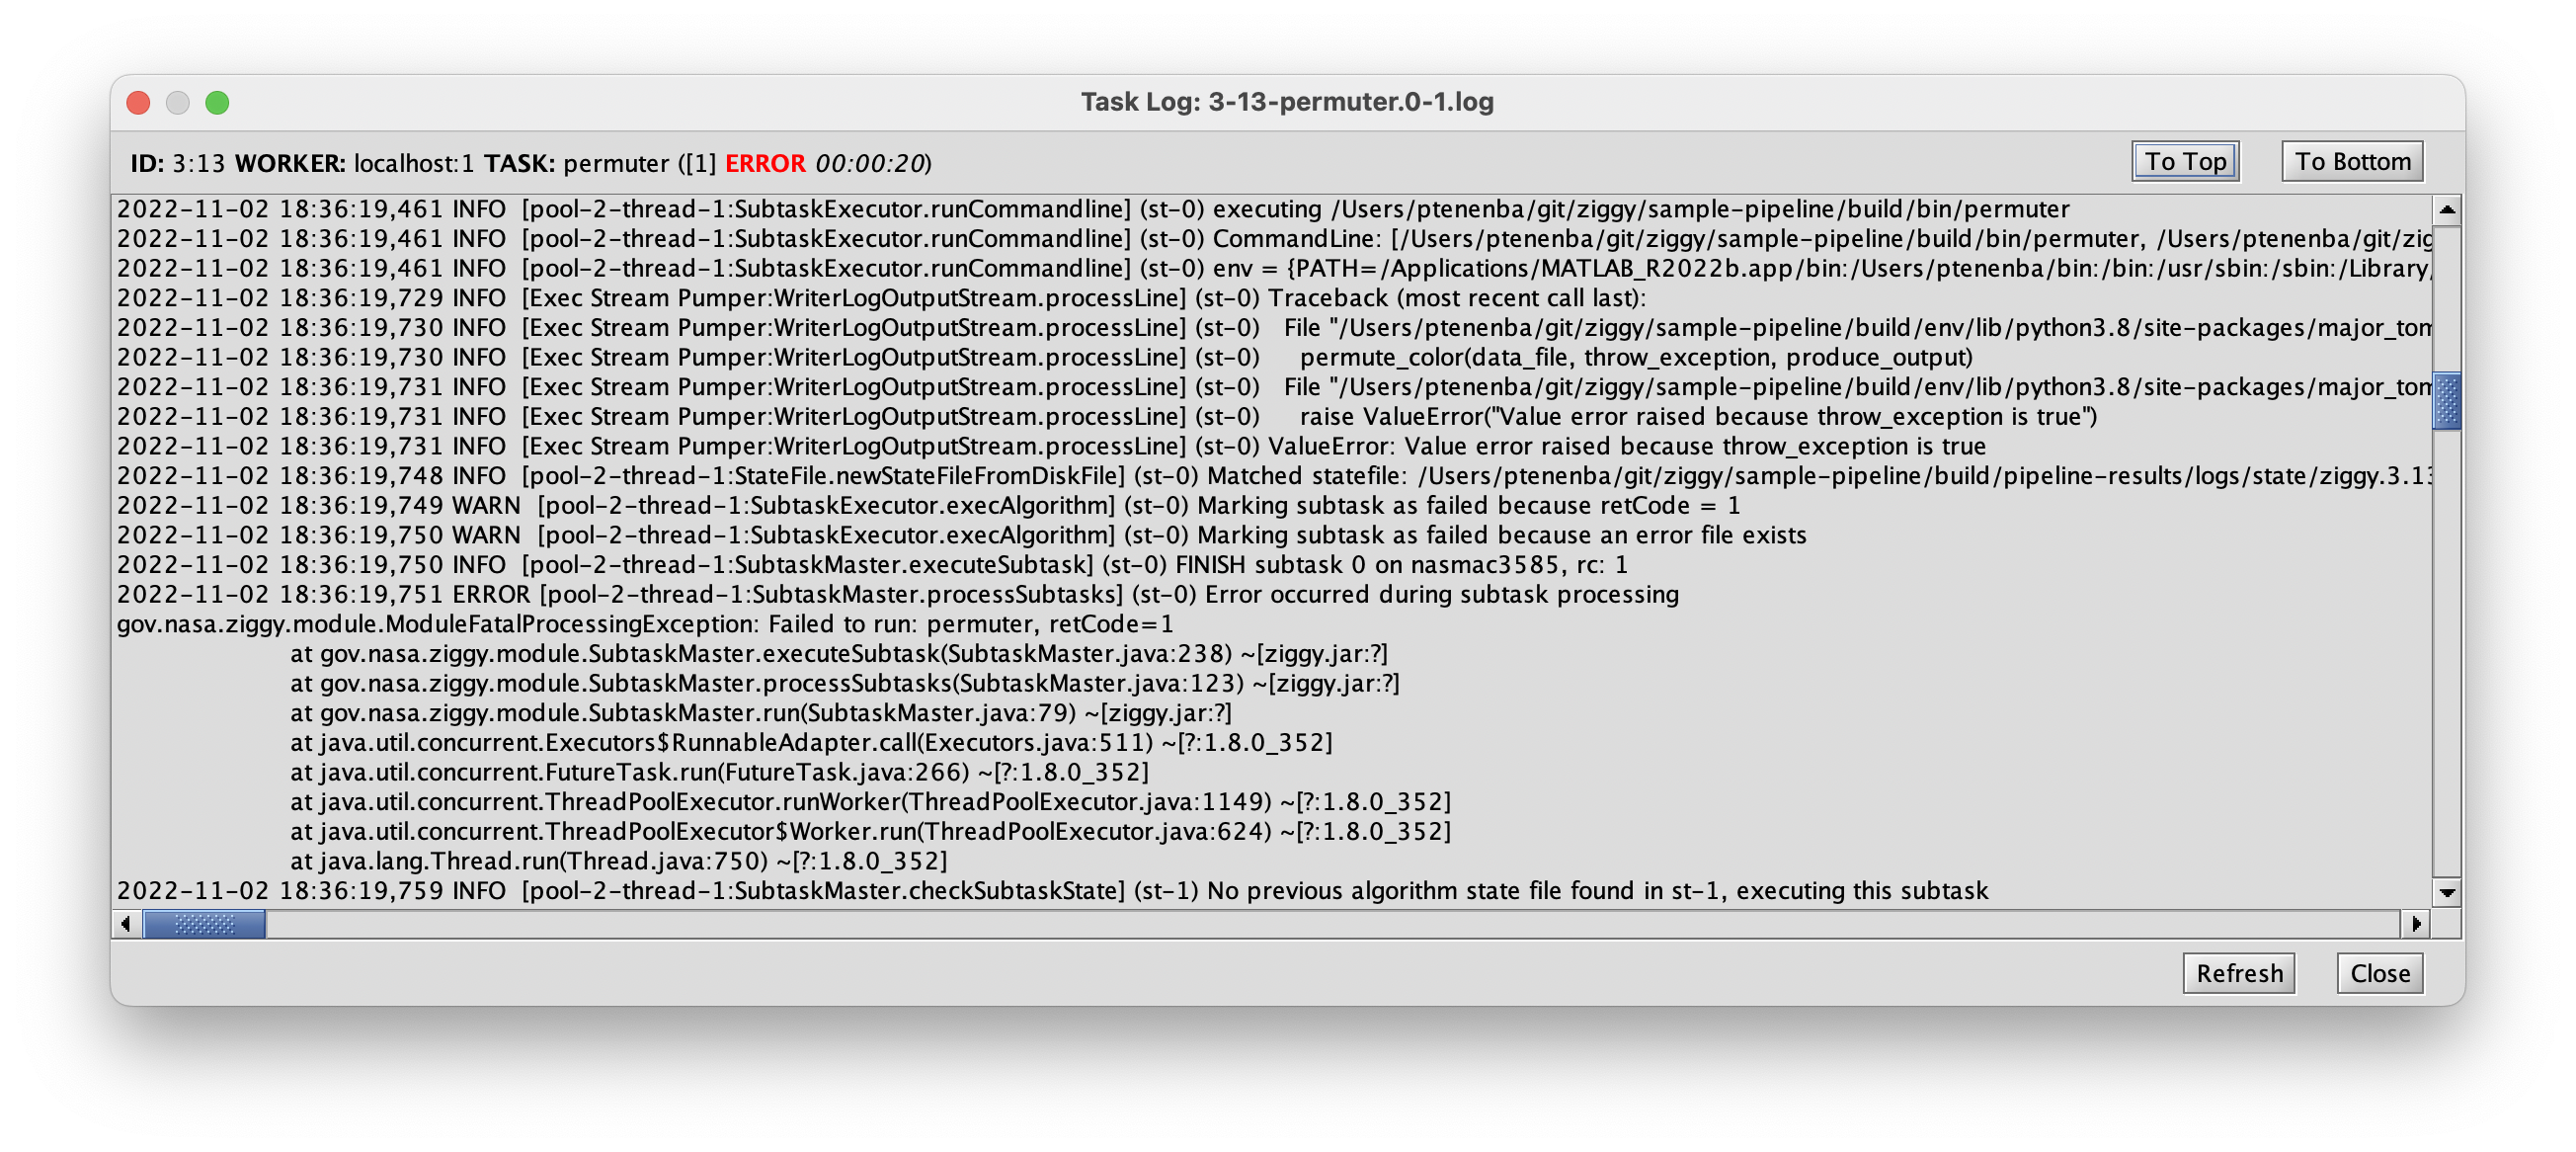 Task Log: 3-13-permuter.0-1.log
ID: 3:13 WORKER: localhost:1 TASK: permuter ([1] ERROR 00:00:20)
To Top
To Bottom
2022-11-02 18:36:19,461 INFO [pool-2-thread-1:SubtaskExecutor.runCommandline] (st-0) executing /Users/ptenenba/git/ziggy/sample-pipeline/build/bin/permuter
2022-11-02 18:36:19,461 INFO [pool-2-thread-1:SubtaskExecutor.runCommandline] (st-0) CommandLine: [/Users/ptenenba/git/ziggy/sample-pipeline/build/bin/permuter, /Users/ptenenba/git/zig
2022-11-02 18:36:19,461 INFO [pool-2-thread-1:SubtaskExecutor.runCommandline] (st-0) env = {PATH=/Applications/MATLAB_R2022b.app/bin:/Users/ptenenba/bin:/bin:/usr/sbin:/sbin:/Library/
2022-11-02 18:36:19,729 INFO [Exec Stream Pumper:WriterLogOutputStream.processLine] (st-0) Traceback (most recent call last):
2022-11-02 18:36:19,730 INFO [Exec Stream Pumper:WriterLogOutputStream.processLine] (st-0) File "/Users/ptenenba/git/ziggy/sample-pipeline/build/env/lib/python3.8/site-packages/major_tom
2022-11-02 18:36:19,730 INFO [Exec Stream Pumper:WriterLogOutputStream.processLine] (st-0) permute_color(data_file, throw_exception, produce_output)
2022-11-02 18:36:19,731 INFO [Exec Stream Pumper:WriterLogOutputStream.processLine] (st-0) File "/Users/ptenenba/git/ziggy/sample-pipeline/build/env/lib/python3.8/site-packages/major_tom
2022-11-02 18:36:19,731 INFO [Exec Stream Pumper:WriterLogOutputStream.processLine] (st-0) raise ValueError("Value error raised because throw_exception is true")
2022-11-02 18:36:19,731 INFO [Exec Stream Pumper:WriterLogOutputStream.processLine] (st-0) ValueError: Value error raised because throw_exception is true
2022-11-02 18:36:19,748 INFO [pool-2-thread-1:StateFile.newStateFileFromDiskFile] (st-0) Matched statefile: /Users/ptenenba/git/ziggy/sample-pipeline/build/pipeline-results/logs/state/ziggy.3.13
2022-11-02 18:36:19,749 WARN [pool-2-thread-1:SubtaskExecutor.execAlgorithm] (st-0) Marking subtask as failed because retCode = 1
2022-11-02 18:36:19,750 WARN [pool-2-thread-1:SubtaskExecutor.execAlgorithm] (st-0) Marking subtask as failed because an error file exists
2022-11-02 18:36:19,750 INFO [pool-2-thread-1:SubtaskMaster.executeSubtask] (st-0) FINISH subtask 0 on nasmac3585, rc: 1
2022-11-02 18:36:19,751 ERROR [pool-2-thread-1:SubtaskMaster.processSubtasks] (st-0) Error occurred during subtask processing
gov.nasa.ziggy.module.ModuleFatalProcessingException: Failed to run: permuter, retCode=1
at gov.nasa.ziggy.module.SubtaskMaster.executeSubtask(SubtaskMaster.java:238) ~[ziggy.jar:?]
at gov.nasa.ziggy.module.SubtaskMaster.processSubtasks(SubtaskMaster.java:123) ~[ziggy.jar:?]
at gov.nasa.ziggy.module.SubtaskMaster.run(SubtaskMaster.java:79) ~[ziggy.jar:?]
at java.util.concurrent.Executors$RunnableAdapter.call(Executors.java:511) ~[?:1.8.0_352]
at java.util.concurrent.FutureTask.run(FutureTask.java:266) ~[?:1.8.0_352]
at java.util.concurrent.ThreadPoolExecutor.runWorker(ThreadPoolExecutor.java:1149) ~[?:1.8.0_352]
at java.util.concurrent.ThreadPoolExecutor$Worker.run(ThreadPoolExecutor.java:624) ~[?:1.8.0_352]
at java.lang.Thread.run(Thread.java:750) ~[?:1.8.0_352]
2022-11-02 18:36:19,759 INFO [pool-2-thread-1:SubtaskMaster.checkSubtaskState] (st-1) No previous algorithm state file found in st-1, executing this subtask
Refresh
Close